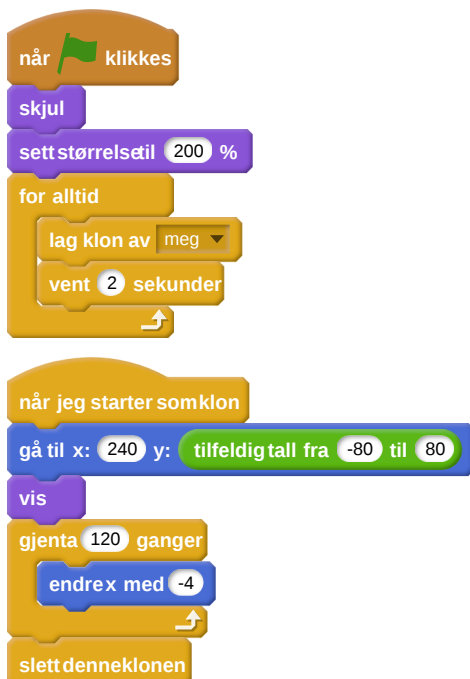 når klikkes
skjul
sett størrelse til 200 %
for alltid
lag klon av meg
vent 2 sekunder
når jeg starter som klon
gå til x: 240 y: tilfeldig tall fra -80 til 80
vis
gjenta 120 ganger
endre x med -4
slett denne klonen